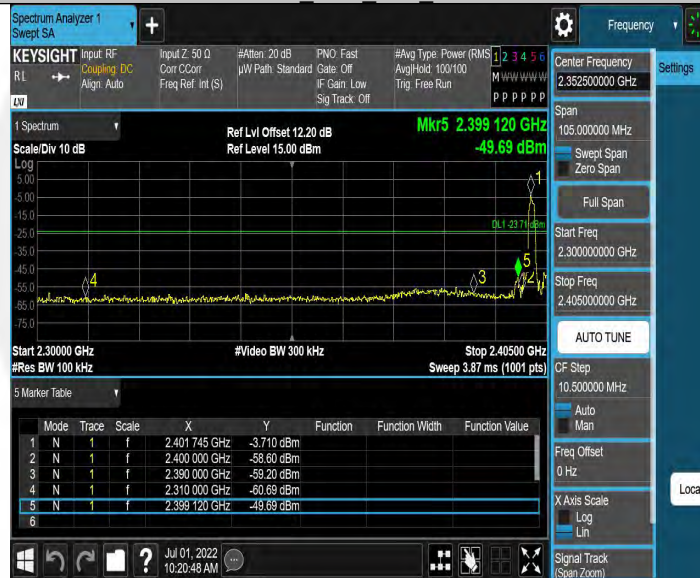 Spectrum Analyzer 1
Swept SA
Frequency
KEYSIGHT
Input: RF
Coupling: DC
Align: Auto
Input Z: 50 Ω
Corr CCorr
Freq Ref: Int (S)
#Atten: 20 dB
µW Path: Standard
PNO: Fast
Gate: Off
IF Gain: Low
Sig Track: Off
#Avg Type: Power (RMS
Avg|Hold: 100/100
Trig: Free Run
1 2 3 4 5 6
M W W W W W
P P P P P P
R L
LXI
1 Spectrum
Scale/Div 10 dB
Ref Lvl Offset 12.20 dB
Ref Level 15.00 dBm
Mkr5 2.399 120 GHz
-49.69 dBm
Log
5.00
-5.00
-15.0
-25.0
-35.0
-45.0
-55.0
-65.0
-75.0
DL1 -23.71 dBm
1
5
4
3
2
Start 2.30000 GHz
#Res BW 100 kHz
#Video BW 300 kHz
Stop 2.40500 GHz
Sweep 3.87 ms (1001 pts)
5 Marker Table
Mode Trace Scale X Y Function Function Width Function Value
1 N 1 f 2.401 745 GHz -3.710 dBm
2 N 1 f 2.400 000 GHz -58.60 dBm
3 N 1 f 2.390 000 GHz -59.20 dBm
4 N 1 f 2.310 000 GHz -60.69 dBm
5 N 1 f 2.399 120 GHz -49.69 dBm
6
?
Jul 01, 2022
10:20:48 AM
Center Frequency
2.352500000 GHz
Settings
Span
105.000000 MHz
Swept Span
Zero Span
Full Span
Start Freq
2.300000000 GHz
Stop Freq
2.405000000 GHz
AUTO TUNE
CF Step
10.500000 MHz
Auto
Man
Freq Offset
0 Hz
Loca
X Axis Scale
Log
Lin
Signal Track
(Span Zoom)